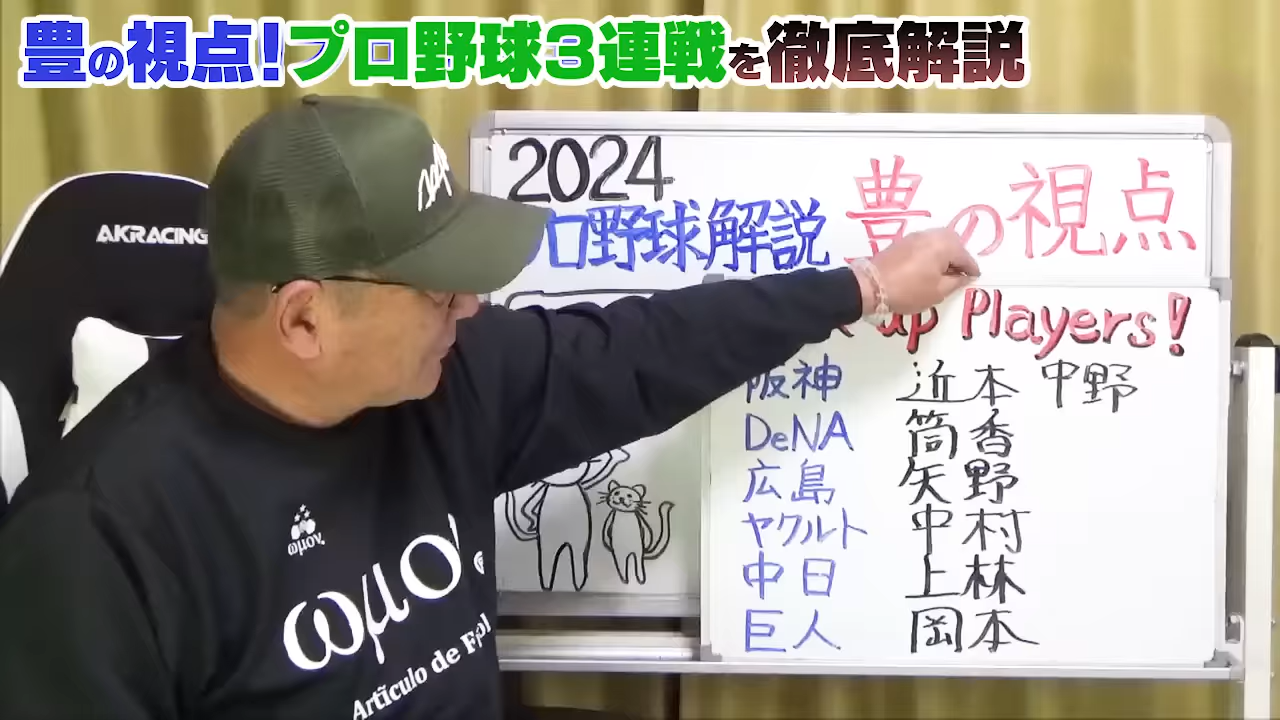 豊の視点!プロ野球3連戦を徹底解説
AKRACING
2024
プロ野球解説
豊の視点
up Players!
阪神 近本 中野
DeNA 筒香
広島 矢野
ヤクルト 中村
中日 上林
巨人 岡本
ωμον
ωμο
Artículo de